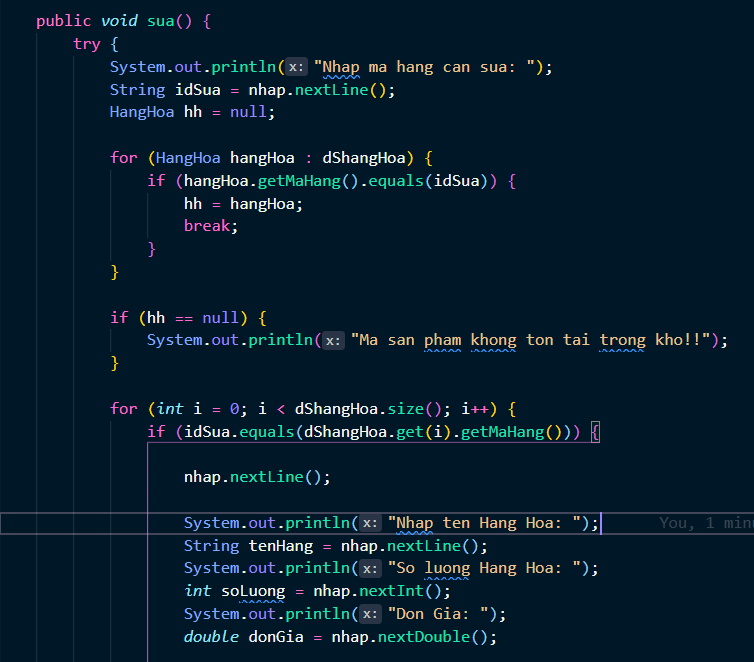 public void sua() {
try {
System.out.println(x: "Nhap ma hang can sua: ");
String idSua = nhap.nextLine();
HangHoa hh = null;
for (HangHoa hangHoa : dShangHoa) {
if (hangHoa.getMaHang().equals(idSua)) {
hh = hangHoa;
break;
}
}
if (hh == null) {
System.out.println(x: "Ma san pham khong ton tai trong kho!!");
}
for (int i = 0; i < dShangHoa.size(); i++) {
if (idSua.equals(dShangHoa.get(i).getMaHang())) {
nhap.nextLine();
System.out.println(x: "Nhap ten Hang Hoa: "); You, 1 min
String tenHang = nhap.nextLine();
System.out.println(x: "So luong Hang Hoa: ");
int soLuong = nhap.nextInt();
System.out.println(x: "Don Gia: ");
double donGia = nhap.nextDouble();